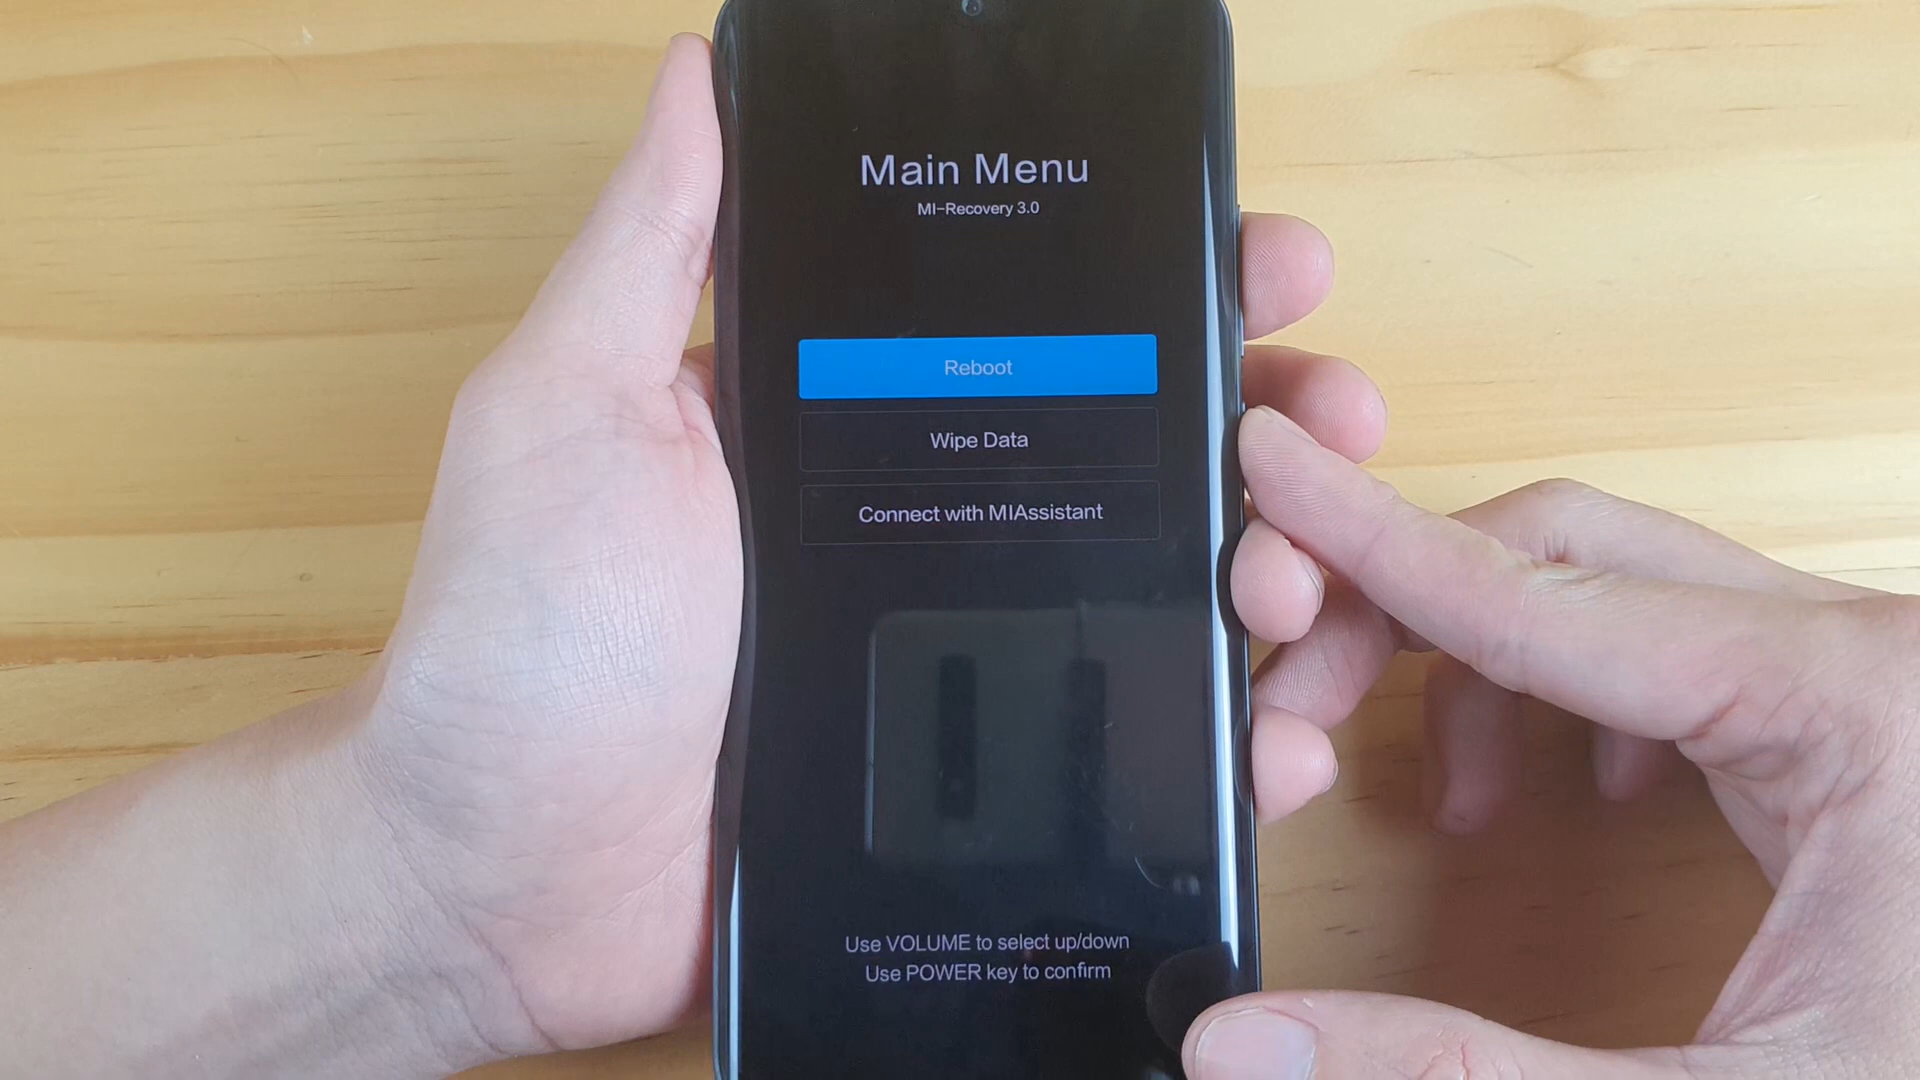 Main Menu
MI-Recovery 3.0
Reboot
Wipe Data
Connect with MIAssistant
Use VOLUME to select up/down
Use POWER key to confirm